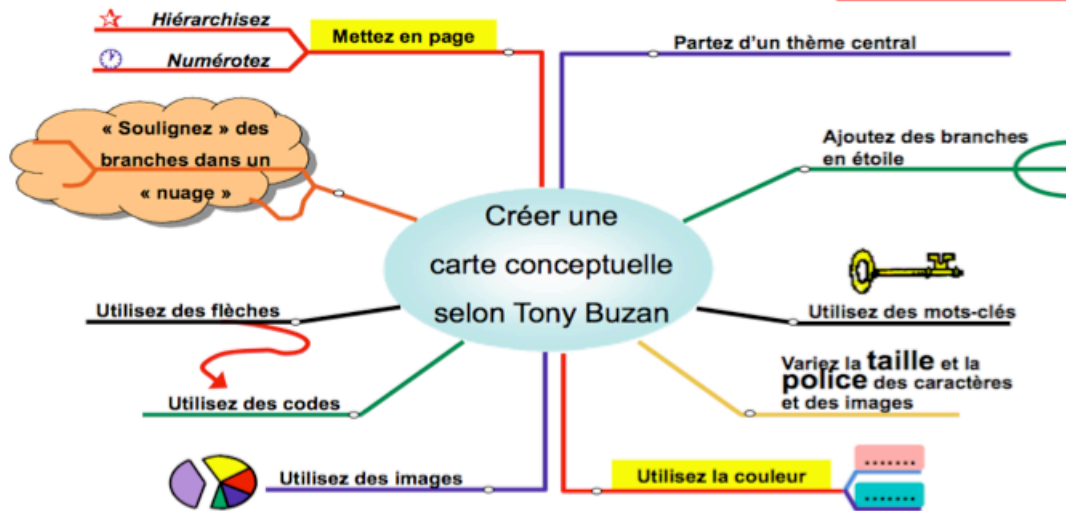 Hiérarchisez
Numérotez
Mettez en page
Partez d'un thème central
« Soulignez » des
branches dans un
« nuage »
Ajoutez des branches
en étoile
Créer une
carte conceptuelle
selon Tony Buzan
Utilisez des flèches
Utilisez des mots-clés
Utilisez des codes
Variez la taille et la
police des caractères
et des images
Utilisez des images
Utilisez la couleur
.......
.......